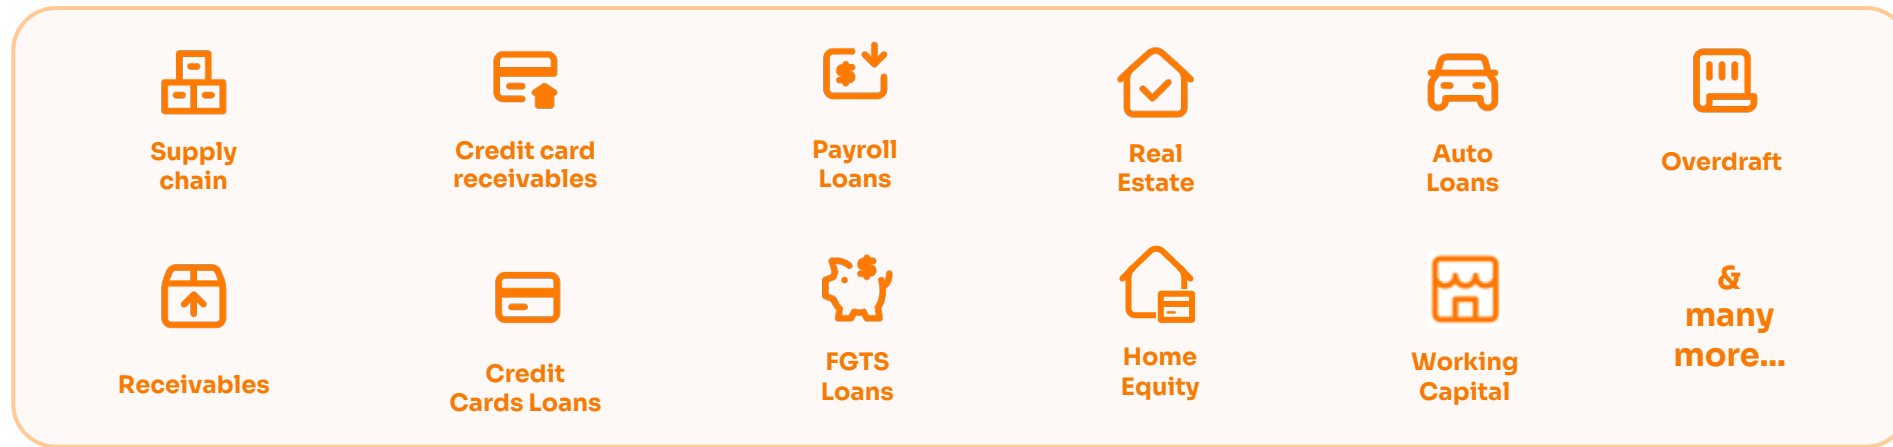 Supply
chain
Credit card
receivables
Payroll
Loans
Real
Estate
Auto
Loans
Overdraft
Receivables
Credit
Cards Loans
FGTS
Loans
Home
Equity
Working
Capital
&
many
more...